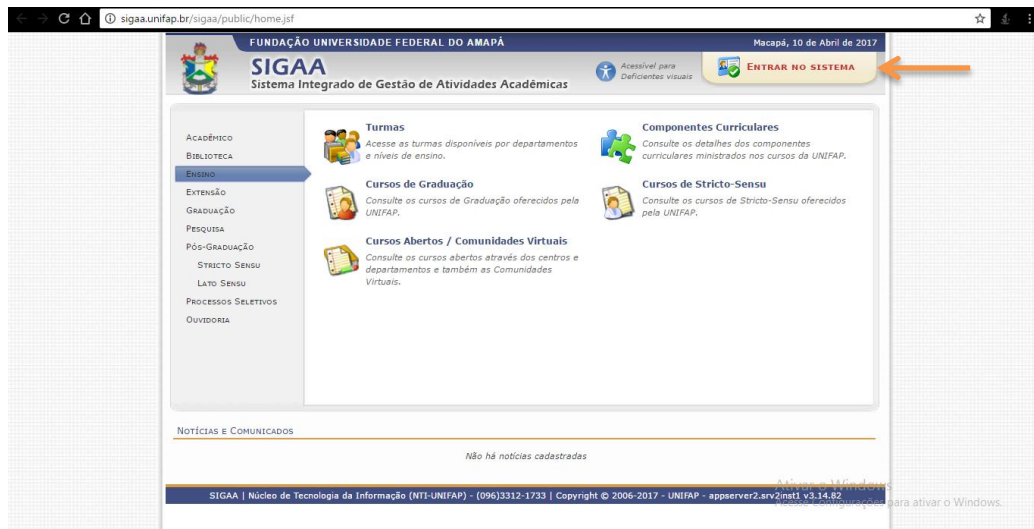 sigaa.unifap.br/sigaa/public/home.jsf
FUNDAÇÃO UNIVERSIDADE FEDERAL DO AMAPÁ
Macapá, 10 de Abril de 2017
SIGAA
Sistema Integrado de Gestão de Atividades Acadêmicas
Acessível para
Deficientes visuais
ENTRAR NO SISTEMA
ACADÊMICO
BIBLIOTECA
ENSINO
EXTENSÃO
GRADUAÇÃO
PESQUISA
PÓS-GRADUAÇÃO
STRICTO SENSU
LATO SENSU
PROCESSOS SELETIVOS
OUVIDORIA
Turmas
Acesse as turmas disponíveis por departamentos
e níveis de ensino.
Componentes Curriculares
Consulte os detalhes dos componentes
curriculares ministrados nos cursos da UNIFAP.
Cursos de Graduação
Consulte os cursos de Graduação oferecidos pela
UNIFAP.
Cursos de Stricto-Sensu
Consulte os cursos de Stricto-Sensu oferecidos
pela UNIFAP.
Cursos Abertos / Comunidades Virtuais
Consulte os cursos abertos através dos centros e
departamentos e também as Comunidades
Virtuais.
NOTÍCIAS E COMUNICADOS
Não há notícias cadastradas
Ativar o Windows
SIGAA | Núcleo de Tecnologia da Informação (NTI-UNIFAP) - (096)3312-1733 | Copyright © 2006-2017 - UNIFAP - appserver2.srv2inst1 v3.14.82
Acesse Configurações para ativar o Windows.